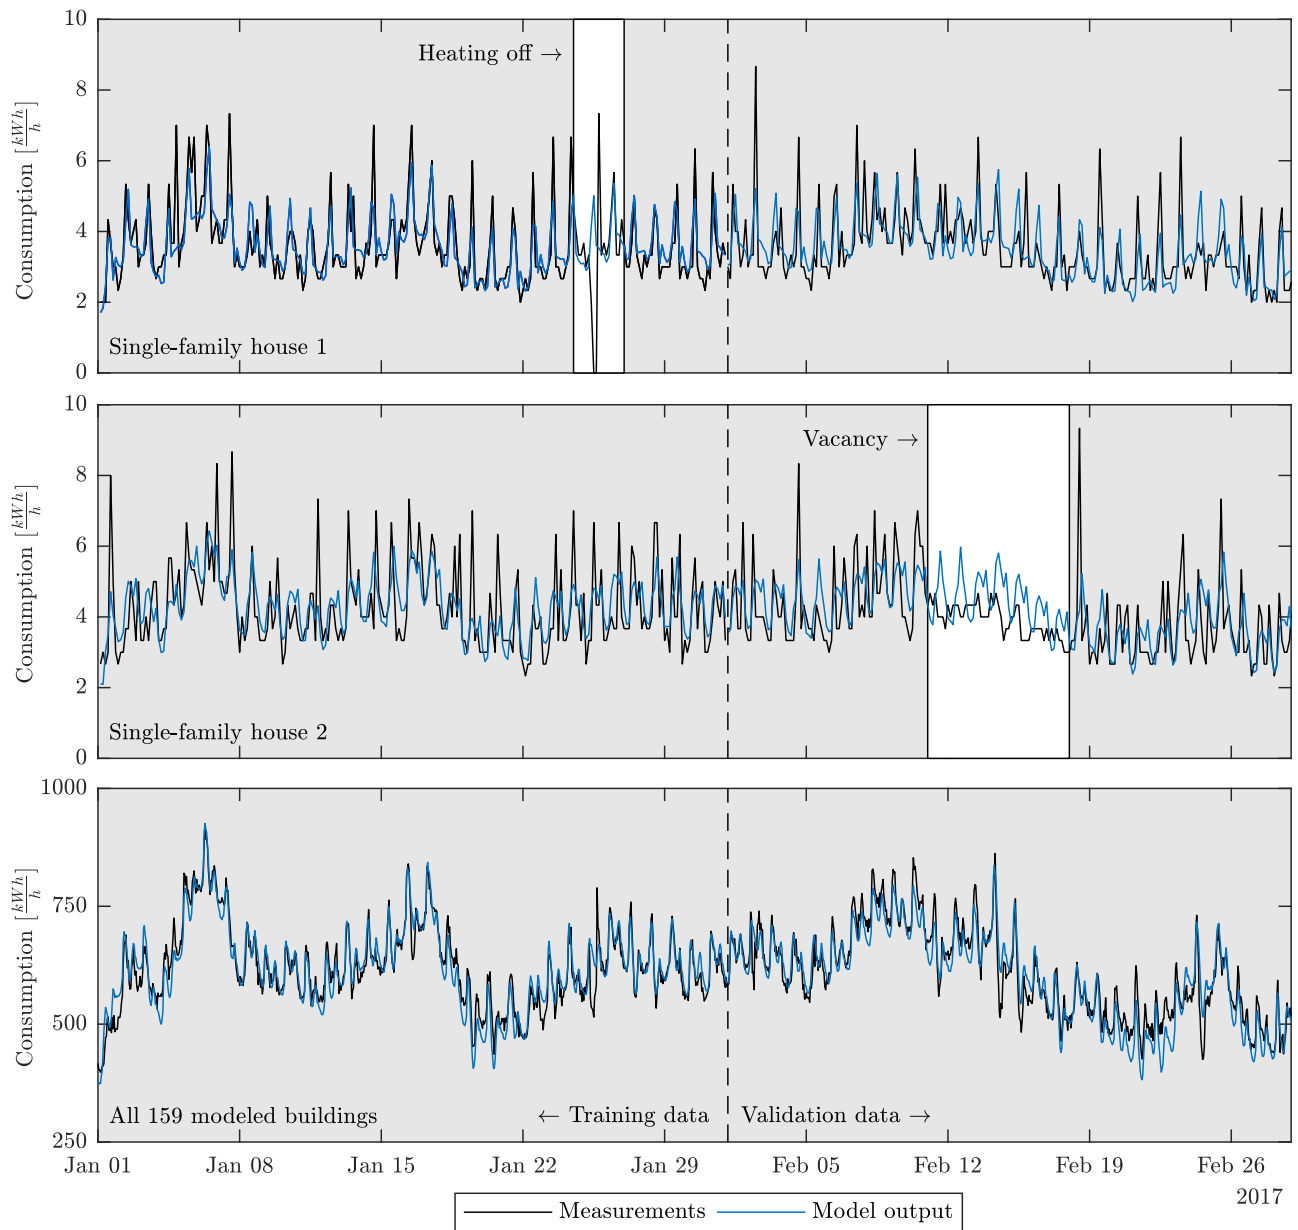 10
8
6
4
2
0
Consumption [kWh/h]
Heating off →
Single-family house 1
10
8
6
4
2
0
Consumption [kWh/h]
Vacancy →
Single-family house 2
1000
750
500
250
Consumption [kWh/h]
All 159 modeled buildings
← Training data
Validation data →
Jan 01 Jan 08 Jan 15 Jan 22 Jan 29 Feb 05 Feb 12 Feb 19 Feb 26
2017
Measurements Model output